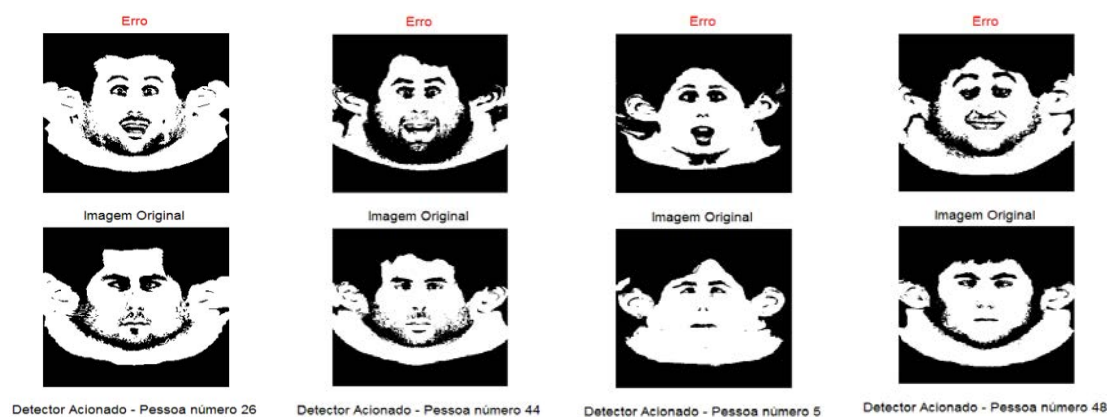 Erro Erro Erro Erro
Imagem Original Imagem Original Imagem Original Imagem Original
Detector Acionado - Pessoa número 26 Detector Acionado - Pessoa número 44 Detector Acionado - Pessoa número 5 Detector Acionado - Pessoa número 48